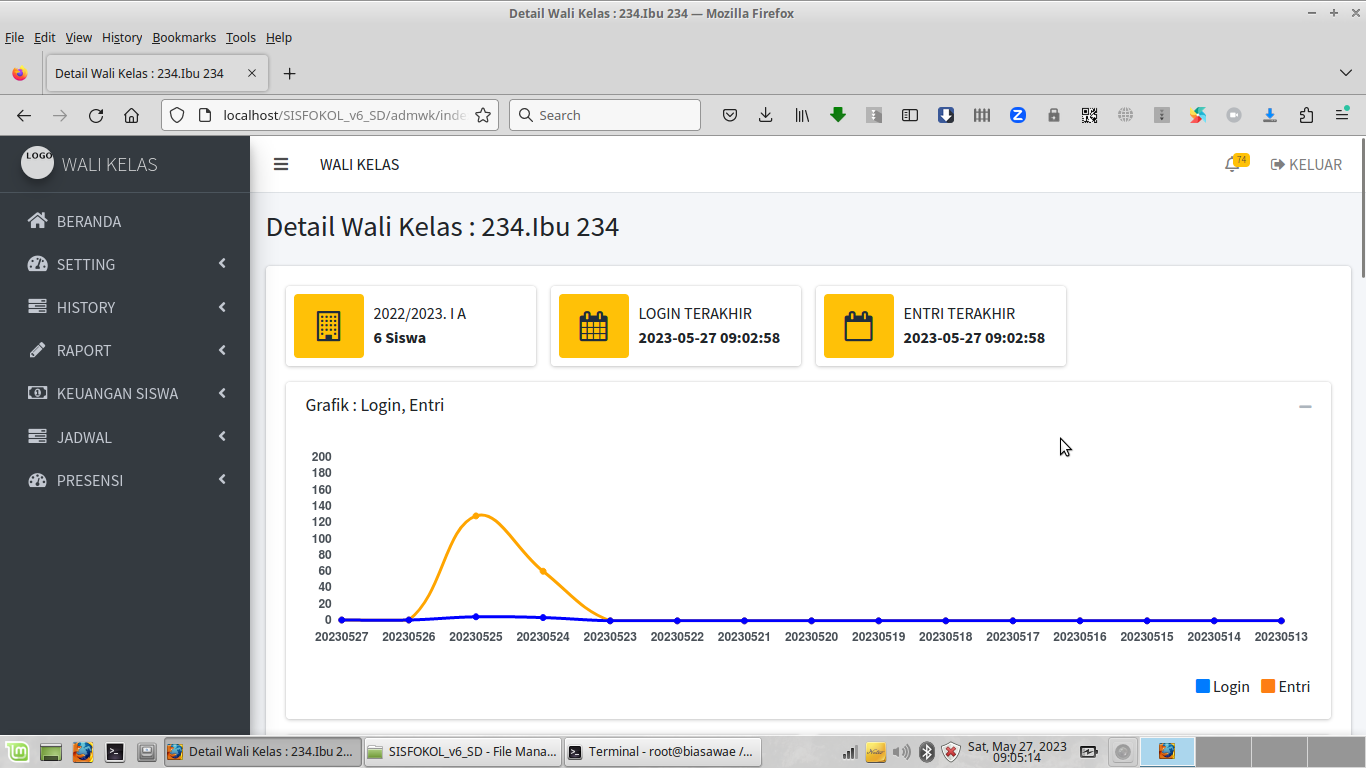 Detail Wali Kelas : 234.Ibu 234 — Mozilla Firefox
File Edit View History Bookmarks Tools Help
Detail Wali Kelas : 234.Ibu 234
localhost/SISFOKOL_v6_SD/admwk/inde
Search
LOGO WALI KELAS
WALI KELAS
74
KELUAR
BERANDA
SETTING
HISTORY
RAPORT
KEUANGAN SISWA
JADWAL
PRESENSI
Detail Wali Kelas : 234.Ibu 234
2022/2023. I A
6 Siswa
LOGIN TERAKHIR
2023-05-27 09:02:58
ENTRI TERAKHIR
2023-05-27 09:02:58
Grafik : Login, Entri
200
180
160
140
120
100
80
60
40
20
0
20230527 20230526 20230525 20230524 20230523 20230522 20230521 20230520 20230519 20230518 20230517 20230516 20230515 20230514 20230513
Login Entri
Detail Wali Kelas : 234.Ibu 2...
SISFOKOL_v6_SD - File Mana...
Terminal - root@biasawae /...
Sat, May 27, 2023
09:05:14